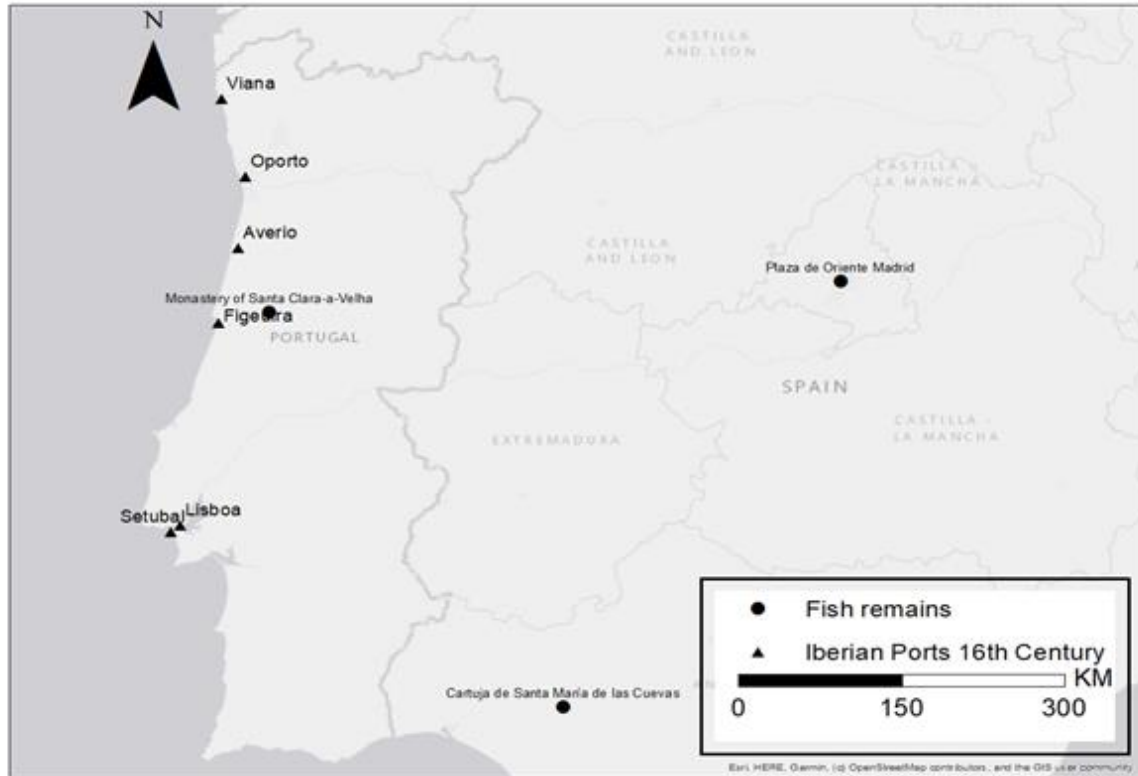 N
CASTILLA
AND LEON
Viana
Oporto
CASTILLA -
LA MANCHA
Averio
CASTILLA
AND LEON
Plaza de Oriente Madrid
Monastery of Santa Clara-a-Velha
Figeuira
PORTUGAL
SPAIN
CASTILLA -
LA MANCHA
EXTREMADURA
Lisboa
Setubal
Fish remains
Iberian Ports 16th Century
KM
0 150 300
Cartuja de Santa María de las Cuevas
Esri, HERE, Garmin, (c) OpenStreetMap contributors, and the GIS user community